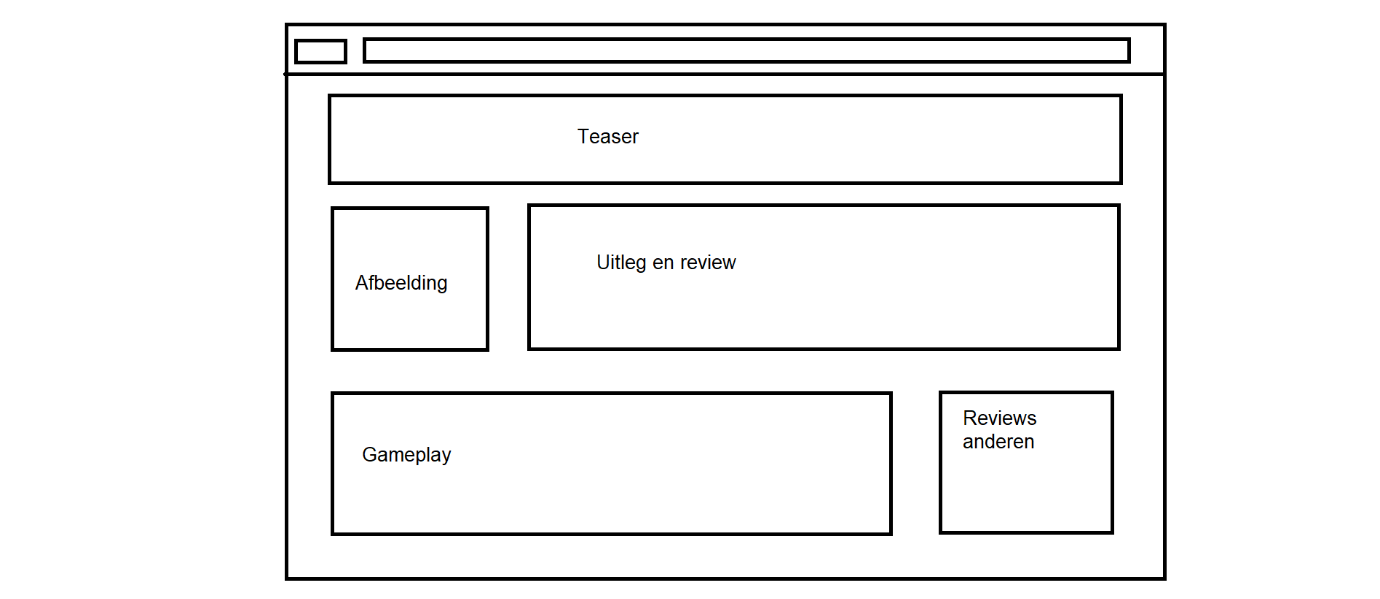 Teaser
Afbeelding
Uitleg en review
Gameplay
Reviews
anderen